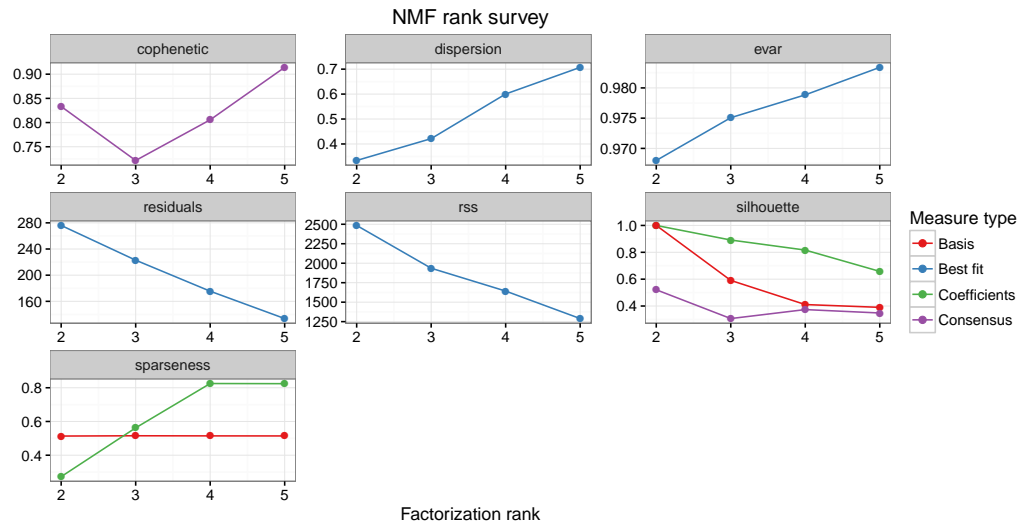 NMF rank survey
cophenetic
dispersion
evar
0.90
0.85
0.80
0.75
2 3 4 5
0.7
0.6
0.5
0.4
2 3 4 5
0.980
0.975
0.970
2 3 4 5
residuals
rss
silhouette
280
240
200
160
2 3 4 5
2500
2250
2000
1750
1500
1250
2 3 4 5
1.0
0.8
0.6
0.4
2 3 4 5
Measure type
Basis
Best fit
Coefficients
Consensus
sparseness
0.8
0.6
0.4
2 3 4 5
Factorization rank